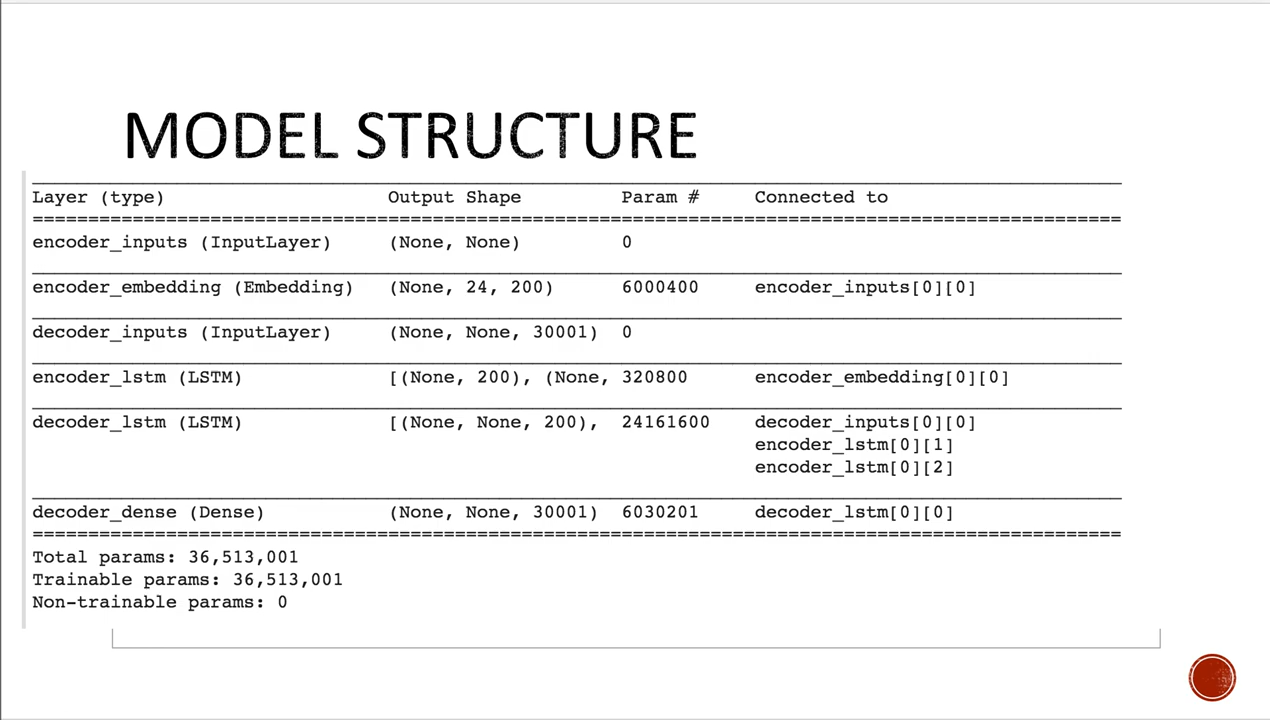 MODEL STRUCTURE
Layer (type) Output Shape Param # Connected to
encoder_inputs (InputLayer) (None, None) 0
encoder_embedding (Embedding) (None, 24, 200) 6000400 encoder_inputs[0][0]
decoder_inputs (InputLayer) (None, None, 30001) 0
encoder_lstm (LSTM) [(None, 200), (None, 320800 encoder_embedding[0][0]
decoder_lstm (LSTM) [(None, None, 200), 24161600 decoder_inputs[0][0]
encoder_lstm[0][1]
encoder_lstm[0][2]
decoder_dense (Dense) (None, None, 30001) 6030201 decoder_lstm[0][0]
Total params: 36,513,001
Trainable params: 36,513,001
Non-trainable params: 0